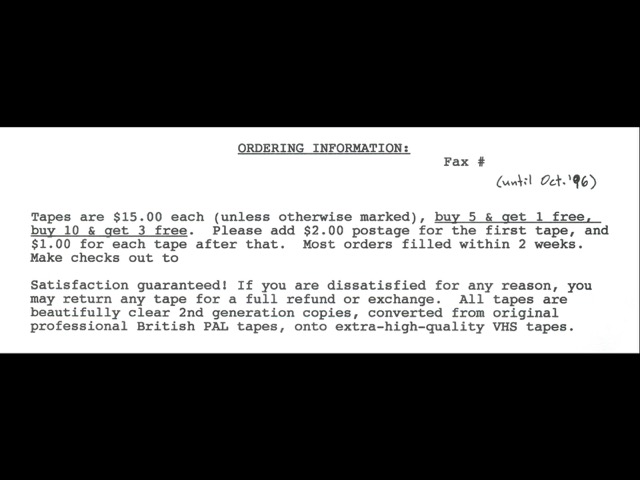 ORDERING INFORMATION:
Fax #
(until Oct. '96)
Tapes are $15.00 each (unless otherwise marked), buy 5 & get 1 free,
buy 10 & get 3 free. Please add $2.00 postage for the first tape, and
$1.00 for each tape after that. Most orders filled within 2 weeks.
Make checks out to
Satisfaction guaranteed! If you are dissatisfied for any reason, you
may return any tape for a full refund or exchange. All tapes are
beautifully clear 2nd generation copies, converted from original
professional British PAL tapes, onto extra-high-quality VHS tapes.